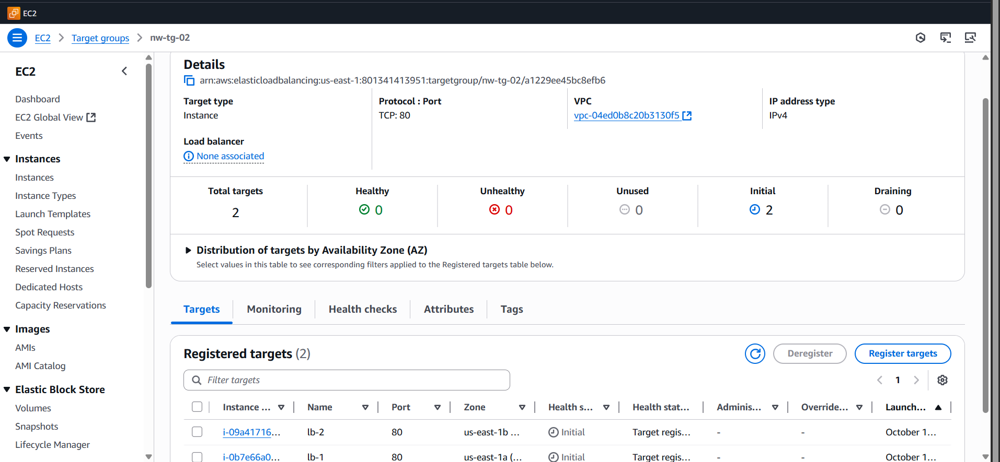 EC2
EC2 > Target groups > nw-tg-02
EC2
Dashboard
EC2 Global View
Events
Instances
Instances
Instance Types
Launch Templates
Spot Requests
Savings Plans
Reserved Instances
Dedicated Hosts
Capacity Reservations
Images
AMIs
AMI Catalog
Elastic Block Store
Volumes
Snapshots
Lifecycle Manager
Details
arn:aws:elasticloadbalancing:us-east-1:801341413951:targetgroup/nw-tg-02/a1229ee45bc8efb6
Target type
Instance
Protocol : Port
TCP: 80
VPC
vpc-04ed0b8c20b3130f5
IP address type
IPv4
Load balancer
None associated
Total targets
2
Healthy
0
Unhealthy
0
Unused
0
Initial
2
Draining
0
Distribution of targets by Availability Zone (AZ)
Select values in this table to see corresponding filters applied to the Registered targets table below.
Targets Monitoring Health checks Attributes Tags
Registered targets (2)
Deregister Register targets
Filter targets
1
Instance ... Name Port Zone Health s... Health stat... Adminis... Override... Launch...
i-09a41716... lb-2 80 us-east-1b ... Initial Target regis... - - October 1...
i-0b7e66a0... lb-1 80 us-east-1a (... Initial Target regis... - - October 1...